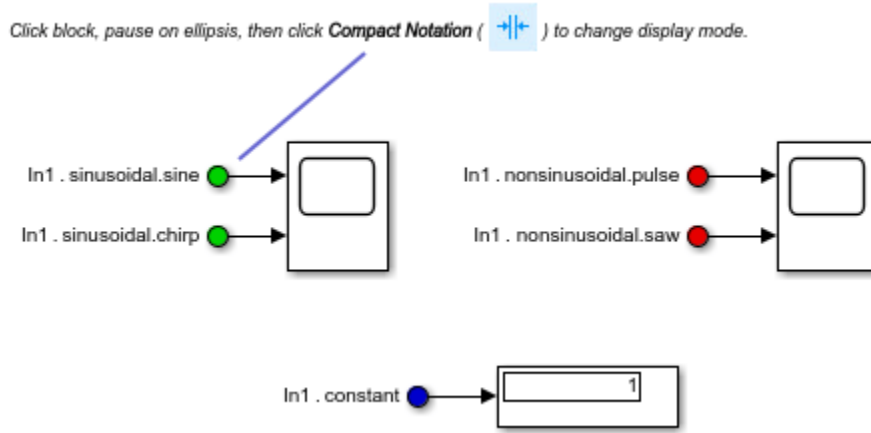 Click block, pause on ellipsis, then click Compact Notation ( ) to change display mode.
In1 . sinusoidal.sine
In1 . nonsinusoidal.pulse
In1 . sinusoidal.chirp
In1 . nonsinusoidal.saw
In1 . constant
1